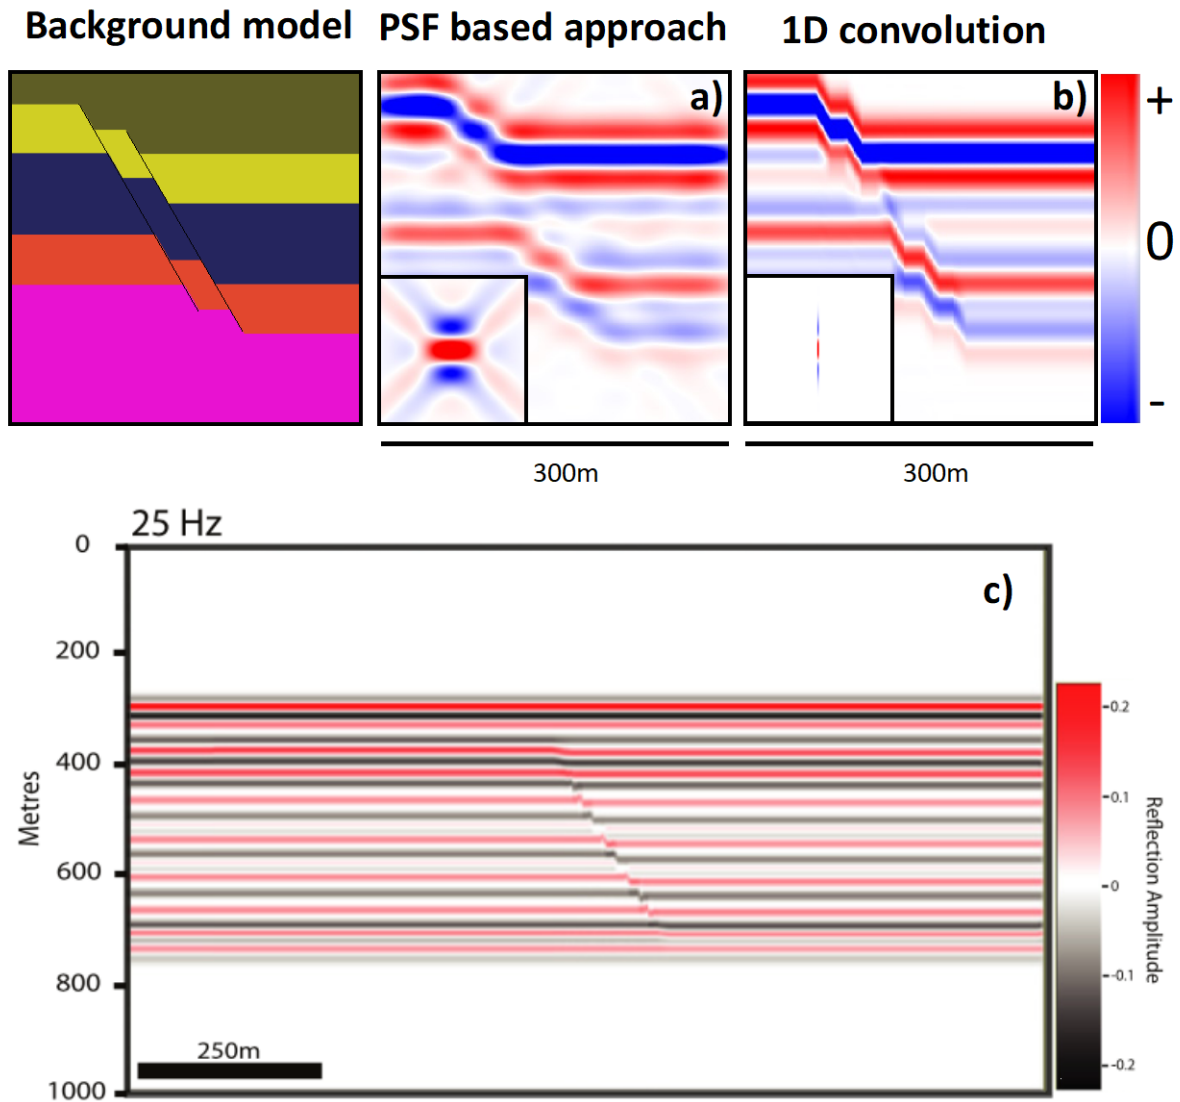 Background model
PSF based approach
1D convolution
a)
b)
+
0
-
300m
300m
25 Hz
c)
0
200
400
600
800
1000
Metres
250m
0.2
0.1
0
-0.1
-0.2
Reflection Amplitude